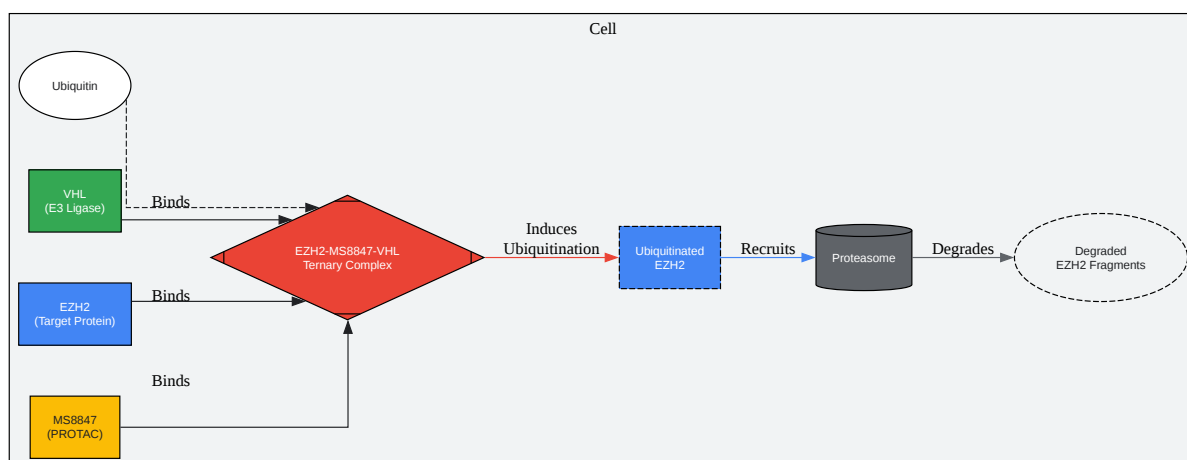 Cell
Ubiquitin
VHL
(E3 Ligase)
Binds
EZH2
(Target Protein)
Binds
MS8847
(PROTAC)
Binds
EZH2-MS8847-VHL
Ternary Complex
Induces
Ubiquitination
Ubiquitinated
EZH2
Recruits
Proteasome
Degrades
Degraded
EZH2 Fragments